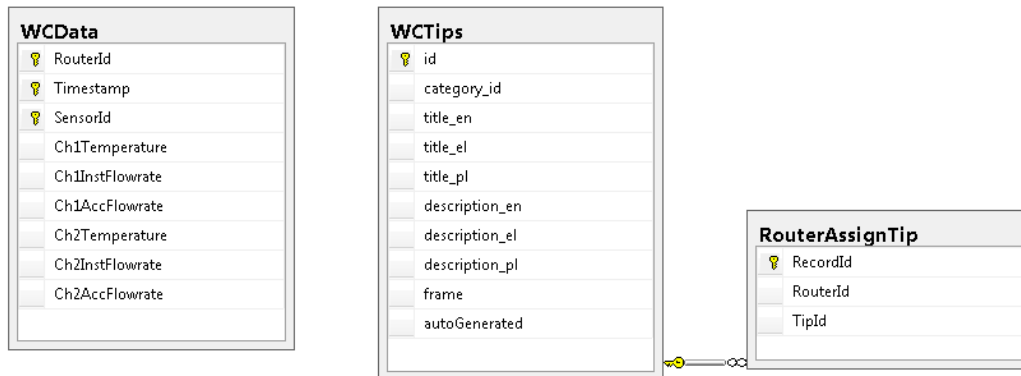 WCData
RouterId
Timestamp
SensorId
Ch1Temperature
Ch1InstFlowrate
Ch1AccFlowrate
Ch2Temperature
Ch2InstFlowrate
Ch2AccFlowrate
WCTips
id
category_id
title_en
title_el
title_pl
description_en
description_el
description_pl
frame
autoGenerated
RouterAssignTip
RecordId
RouterId
TipId